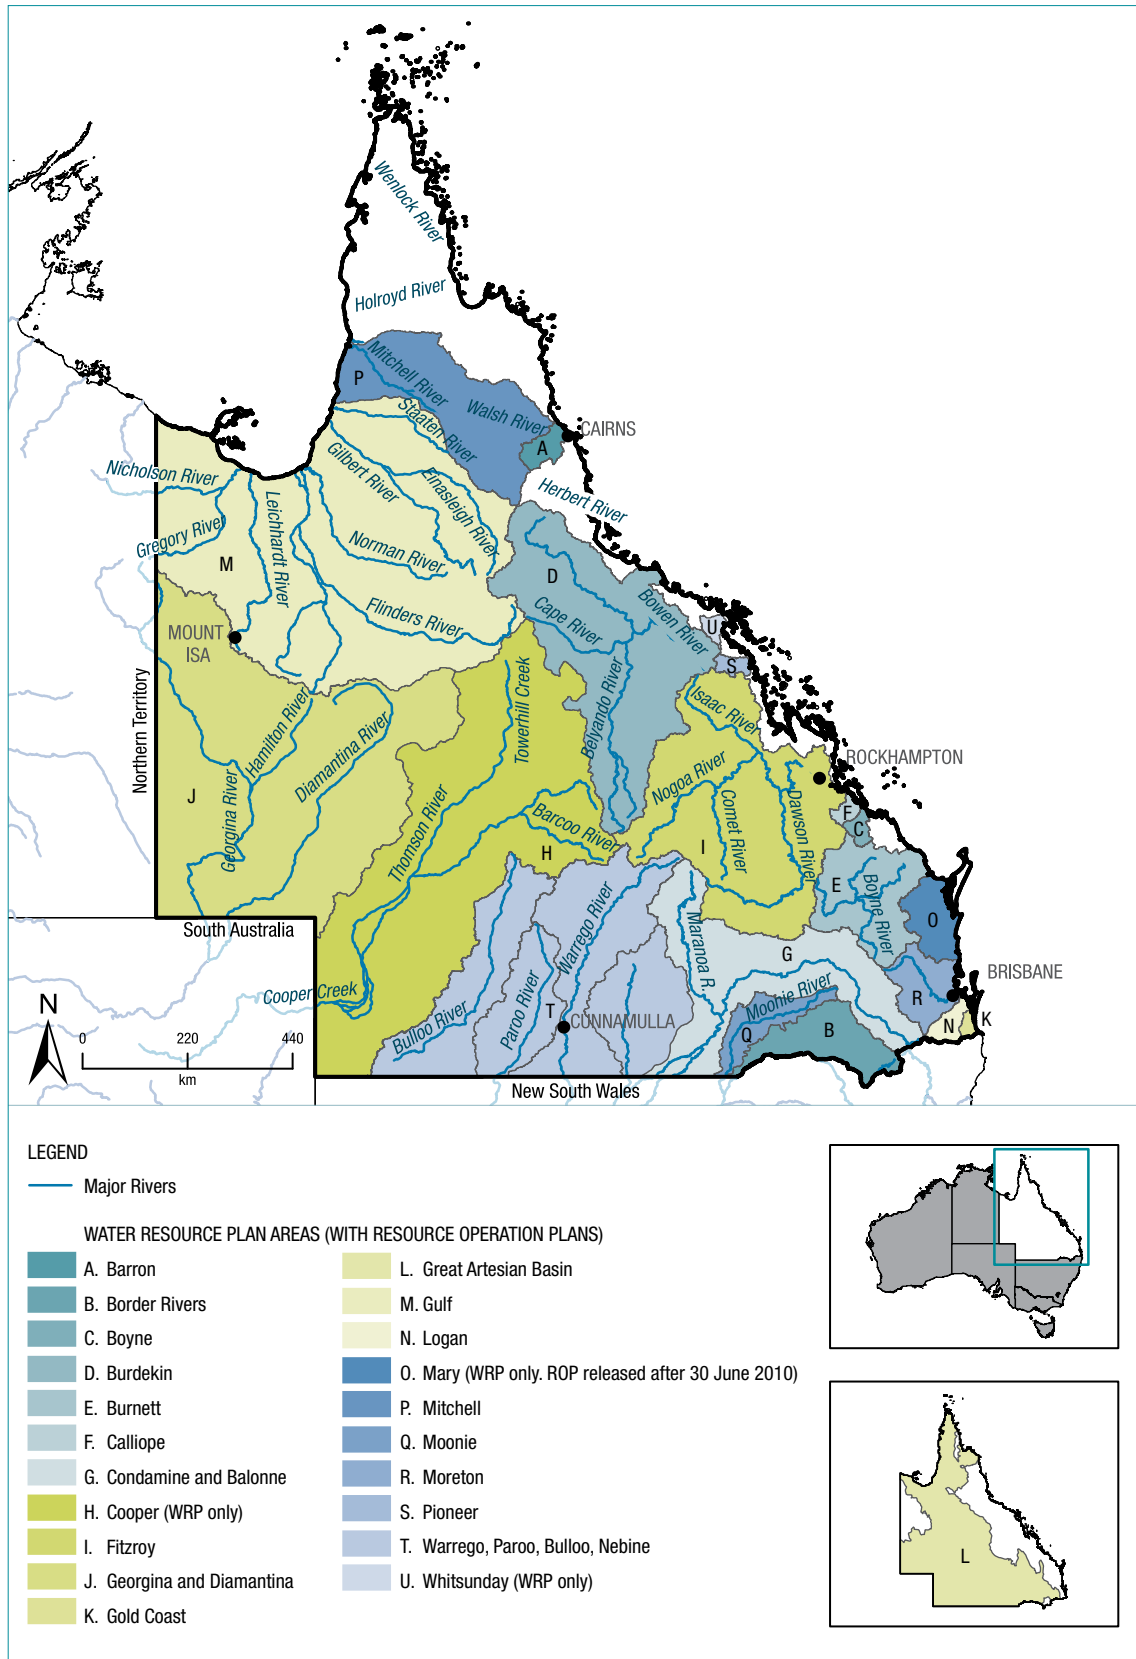 Wenlock River
Holroyd River
Mitchell River
P
Walsh River
Staaten River
CAIRNS
A
Gilbert River
Einasleigh River
Nicholson River
Herbert River
Leichhardt River
Gregory River
Norman River
M
D
Flinders River
Cape River
Bowen River
U
MOUNT
ISA
S
Northern Territory
Towerhill Creek
Isaac River
Hamilton River
Diamantina River
Belyando River
ROCKHAMPTON
Nogoa River
J
Georgina River
Thomson River
Barcoo River
Comet River
Dawson River
F
C
H
I
E
Boyne River
O
South Australia
Warrego River
Maranoa R.
G
BRISBANE
Cooper Creek
Moonie River
R
N
K
Bulloo River
Paroo River
T
CUNNAMULLA
Q
B
N
0
220
440
km
New South Wales
LEGEND
Major Rivers
WATER RESOURCE PLAN AREAS (WITH RESOURCE OPERATION PLANS)
A. Barron
B. Border Rivers
C. Boyne
D. Burdekin
E. Burnett
F. Calliope
G. Condamine and Balonne
H. Cooper (WRP only)
I. Fitzroy
J. Georgina and Diamantina
K. Gold Coast
L. Great Artesian Basin
M. Gulf
N. Logan
O. Mary (WRP only. ROP released after 30 June 2010)
P. Mitchell
Q. Moonie
R. Moreton
S. Pioneer
T. Warrego, Paroo, Bulloo, Nebine
U. Whitsunday (WRP only)
L